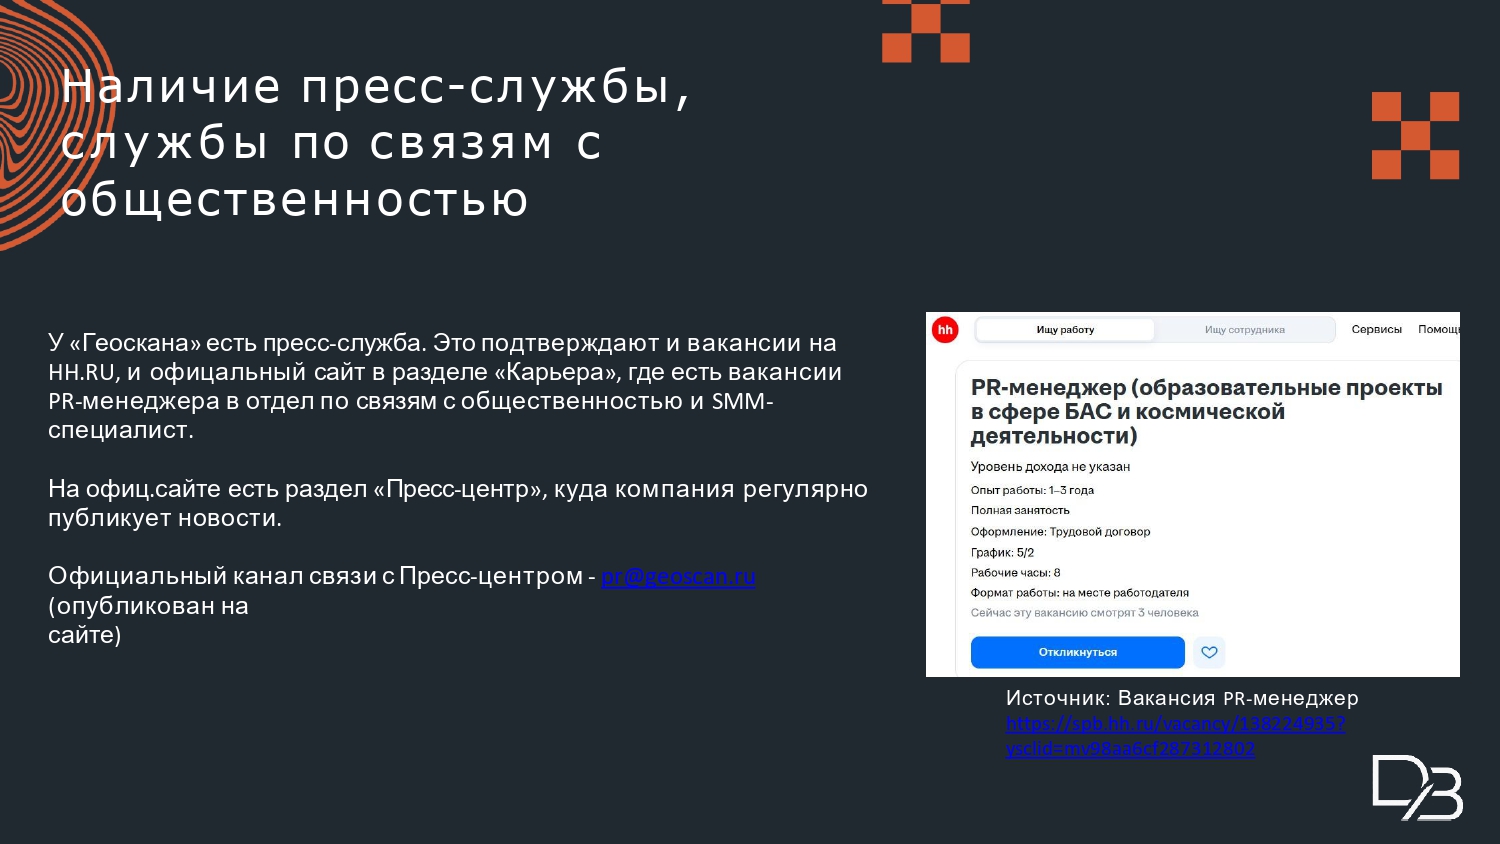 Наличие пресс-службы,
службы по связям с
общественностью
У «Геоскана» есть пресс-служба. Это подтверждают и вакансии на
HH.RU, и офицальный сайт в разделе «Карьера», где есть вакансии
PR-менеджера в отдел по связям с общественностью и SMM-
специалист.
На офиц.сайте есть раздел «Пресс-центр», куда компания регулярно
публикует новости.
Официальный канал связи с Пресс-центром - pr@geoscan.ru
(опубликован на
сайте)
hh Ищу работу Ищу сотрудника Сервисы Помощь
PR-менеджер (образовательные проекты
в сфере БАС и космической
деятельности)
Уровень дохода не указан
Опыт работы: 1–3 года
Полная занятость
Оформление: Трудовой договор
График: 5/2
Рабочие часы: 8
Формат работы: на месте работодателя
Сейчас эту вакансию смотрят 3 человека
Откликнуться
Источник: Вакансия PR-менеджер
https://spb.hh.ru/vacancy/138224935?
ysclid=mv98aa6cf287312802
DB